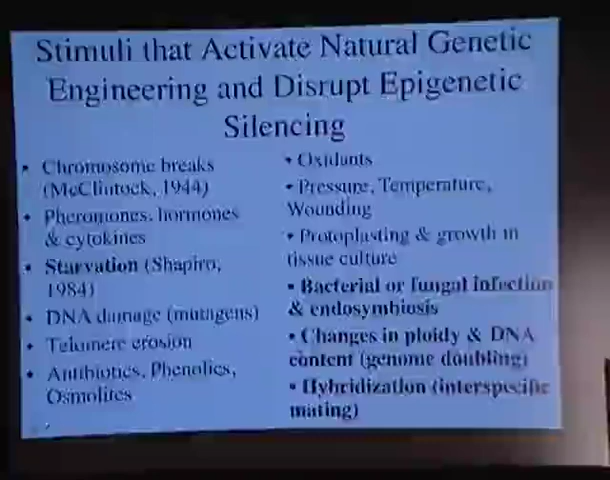 Stimuli that Activate Natural Genetic
Engineering and Disrupt Epigenetic
Silencing
• Chromosome breaks
(McClintock, 1944)
• Pheromones, hormones
& cytokines
• Starvation (Shapiro,
1984)
• DNA damage (mutagens)
• Telomere erosion
• Antibiotics, Phenolics,
Osmolites
• Oxidants
• Pressure, Temperature,
Wounding
• Protoplasting & growth in
tissue culture
• Bacterial or fungal infection
& endosymbiosis
• Changes in ploidy & DNA
content (genome doubling)
• Hybridization (interspecific
mating)